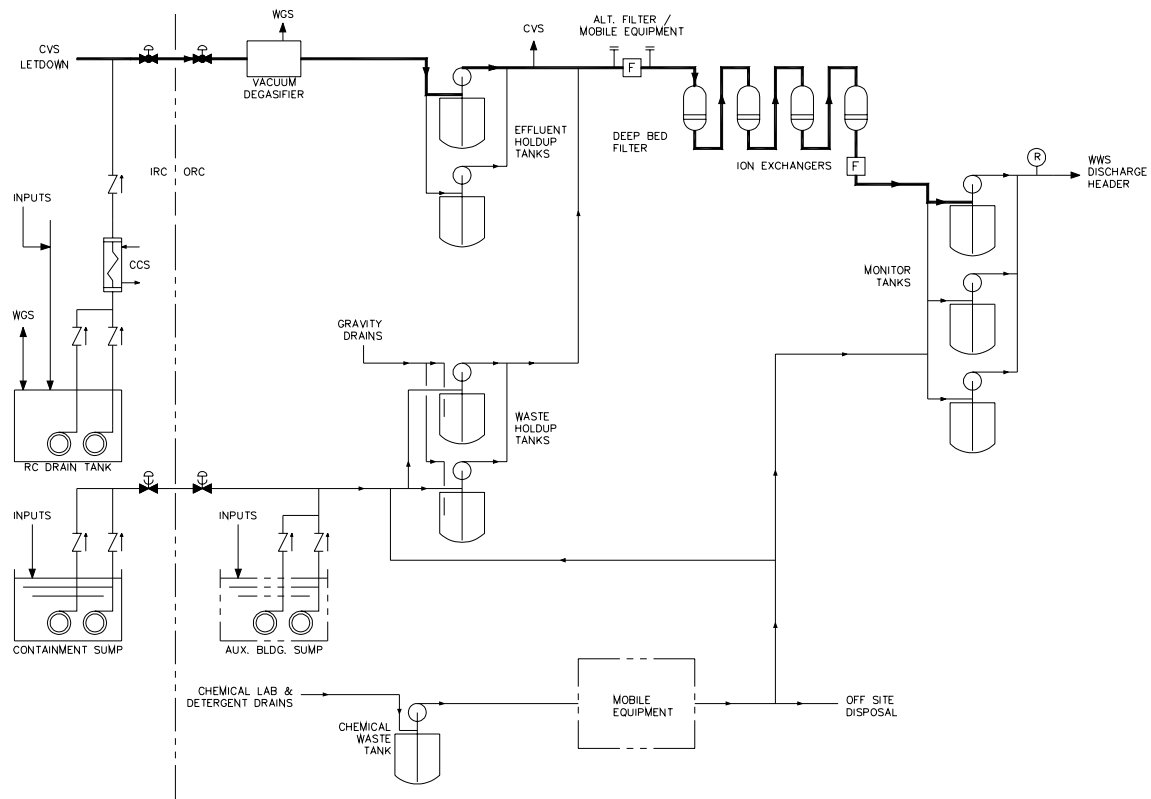 WGS
CVS
LETDOWN
VACUUM
DEGASIFIER
CVS
ALT. FILTER /
MOBILE EQUIPMENT
F
EFFLUENT
HOLDUP
TANKS
DEEP BED
FILTER
ION EXCHANGERS
F
R
WWS
DISCHARGE
HEADER
IRC
ORC
INPUTS
CCS
WGS
RC DRAIN TANK
MONITOR
TANKS
GRAVITY
DRAINS
WASTE
HOLDUP
TANKS
INPUTS
CONTAINMENT SUMP
INPUTS
AUX. BLDG. SUMP
CHEMICAL LAB &
DETERGENT DRAINS
CHEMICAL
WASTE
TANK
MOBILE
EQUIPMENT
OFF SITE
DISPOSAL